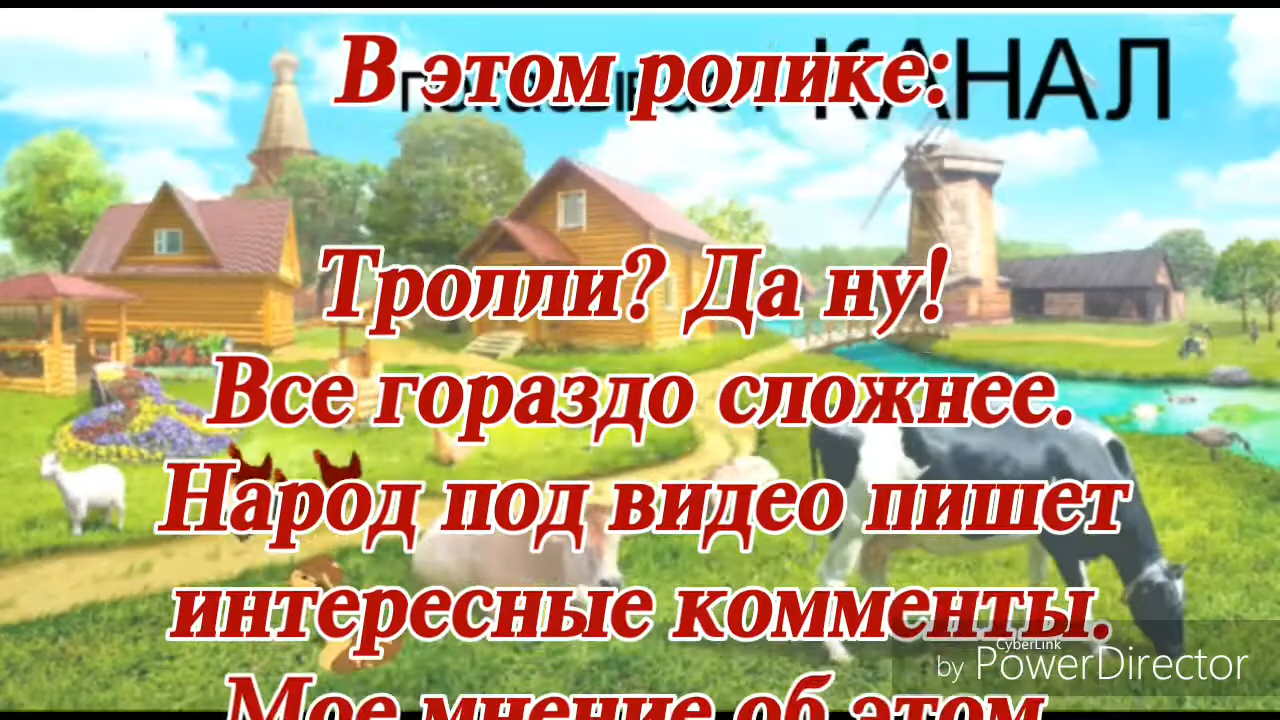 В этом ролике:
КАНАЛ
Тролли? Да ну!
Все гораздо сложнее.
Народ под видео пишет
интересные комменты.
Мое мнение об этом
CyberLink
by PowerDirector